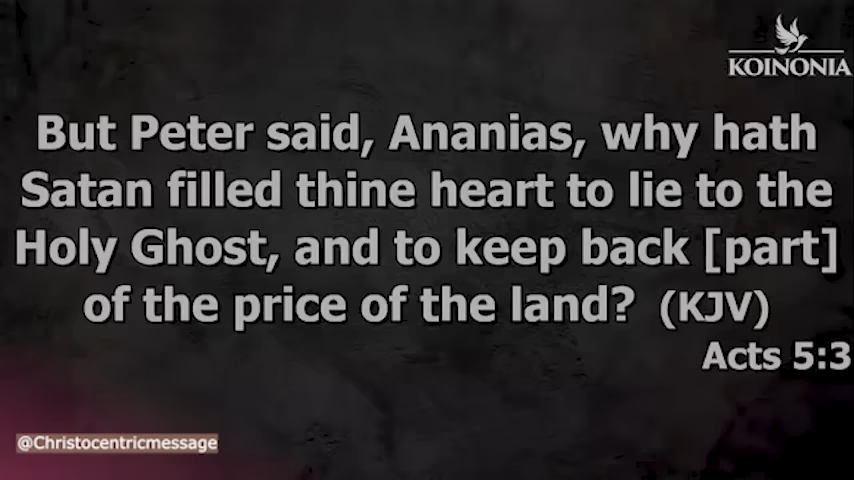 KOINONIA
But Peter said, Ananias, why hath
Satan filled thine heart to lie to the
Holy Ghost, and to keep back [part]
of the price of the land? (KJV)
Acts 5:3
@Christocentricmessage